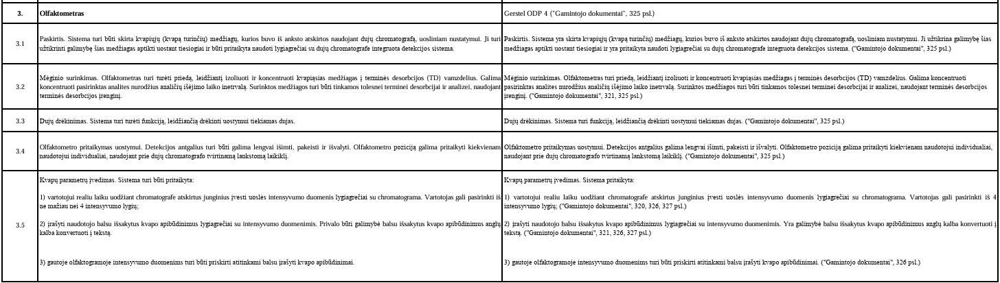 3.
Olfaktometras
Gerstel ODP 4 ("Gamintojo dokumentai", 325 psl.)
3.1
Paskirtis. Sistema turi būti skirta kvapiųjų (kvapą turinčių) medžiagų, kurios buvo iš anksto atskirtos naudojant dujų chromatografą, uosliniam nustatymui. Ji turi
užtikrinti galimybę šias medžiagas aptikti uostant tiesiogiai ir būti pritaikyta naudoti lygiagrečiai su dujų chromatografe integruota detekcijos sistema.
Paskirtis. Sistema yra skirta kvapiųjų (kvapą turinčių) medžiagų, kurios buvo iš anksto atskirtos naudojant dujų chromatografą, uosliniam nustatymui. Ji užtikrina galimybę šias
medžiagas aptikti uostant tiesiogiai ir yra pritaikyta naudoti lygiagrečiai su dujų chromatografe integruota detekcijos sistema. ("Gamintojo dokumentai", 325 psl.)
3.2
Mėginio surinkimas. Olfaktometras turi turėti priedą, leidžiantį izoliuoti ir koncentruoti kvapiąsias medžiagas į terminės desorbcijos (TD) vamzdelius. Galima
koncentruoti pasirinktas analites nurodžius analičių išėjimo laiko inetrvalą. Surinktos medžiagos turi būti tinkamos tolesnei terminei desorbcijai ir analizei, naudojant
terminės desorbcijos įrenginį.
Mėginio surinkimas. Olfaktometras turi priedą, leidžiantį izoliuoti ir koncentruoti kvapiąsias medžiagas į terminės desorbcijos (TD) vamzdelius. Galima koncentruoti
pasirinktas analites nurodžius analičių išėjimo laiko inetrvalą. Surinktos medžiagos turi būti tinkamos tolesnei terminei desorbcijai ir analizei, naudojant terminės desorbcijos
įrenginį. ("Gamintojo dokumentai", 321, 325 psl.)
3.3
Dujų drėkinimas. Sistema turi turėti funkciją, leidžiančią drėkinti uostymui tiekiamas dujas.
Dujų drėkinimas. Sistema turi funkciją, leidžiančią drėkinti uostymui tiekiamas dujas. ("Gamintojo dokumentai", 325 psl.)
3.4
Olfaktometro pritaikymas uostymui. Detekcijos antgalius turi būti galima lengvai išimti, pakeisti ir išvalyti. Olfaktometro poziciją galima pritaikyti kiekvienam
naudotojui individualiai, naudojant prie dujų chromatografo tvirtinamą lankstomą laikiklį.
Olfaktometro pritaikymas uostymui. Detekcijos antgalius galima lengvai išimti, pakeisti ir išvalyti. Olfaktometro poziciją galima pritaikyti kiekvienam naudotojui individualiai,
naudojant prie dujų chromatografo tvirtinamą lankstomą laikiklį. ("Gamintojo dokumentai", 325 psl.)
3.5
Kvapų parametrų įvedimas. Sistema turi būti pritaikyta:
1) vartotojui realiu laiku uodžiant chromatografe atskirtus junginius įvesti uoslės intensyvumo duomenis lygiagrečiai su chromatograma. Vartotojas gali pasirinkti iš
ne mažiau nei 4 intensyvumo lygių;
2) įrašyti naudotojo balsu išsakytus kvapo apibūdinimus lygiagrečiai su intensyvumo duomenimis. Privalo būti galimybė balsu išsakytus kvapo apibūdinimus anglų
kalba konvertuoti į tekstą.
3) gautoje olfaktogramoje intensyvumo duomenims turi būti priskirti atitinkami balsu įrašyti kvapo apibūdinimai.
Kvapų parametrų įvedimas. Sistema pritaikyta:
1) vartotojui realiu laiku uodžiant chromatografe atskirtus junginius įvesti uoslės intensyvumo duomenis lygiagrečiai su chromatograma. Vartotojas gali pasirinkti iš 4
intensyvumo lygių; ("Gamintojo dokumentai", 320, 326, 327 psl.)
2) įrašyti naudotojo balsu išsakytus kvapo apibūdinimus lygiagrečiai su intensyvumo duomenimis. Yra galimybė balsu išsakytus kvapo apibūdinimus anglų kalba konvertuoti į
tekstą. ("Gamintojo dokumentai", 321, 326, 327 psl.)
3) gautoje olfaktogramoje intensyvumo duomenims turi būti priskirti atitinkami balsu įrašyti kvapo apibūdinimai. ("Gamintojo dokumentai", 326 psl.)